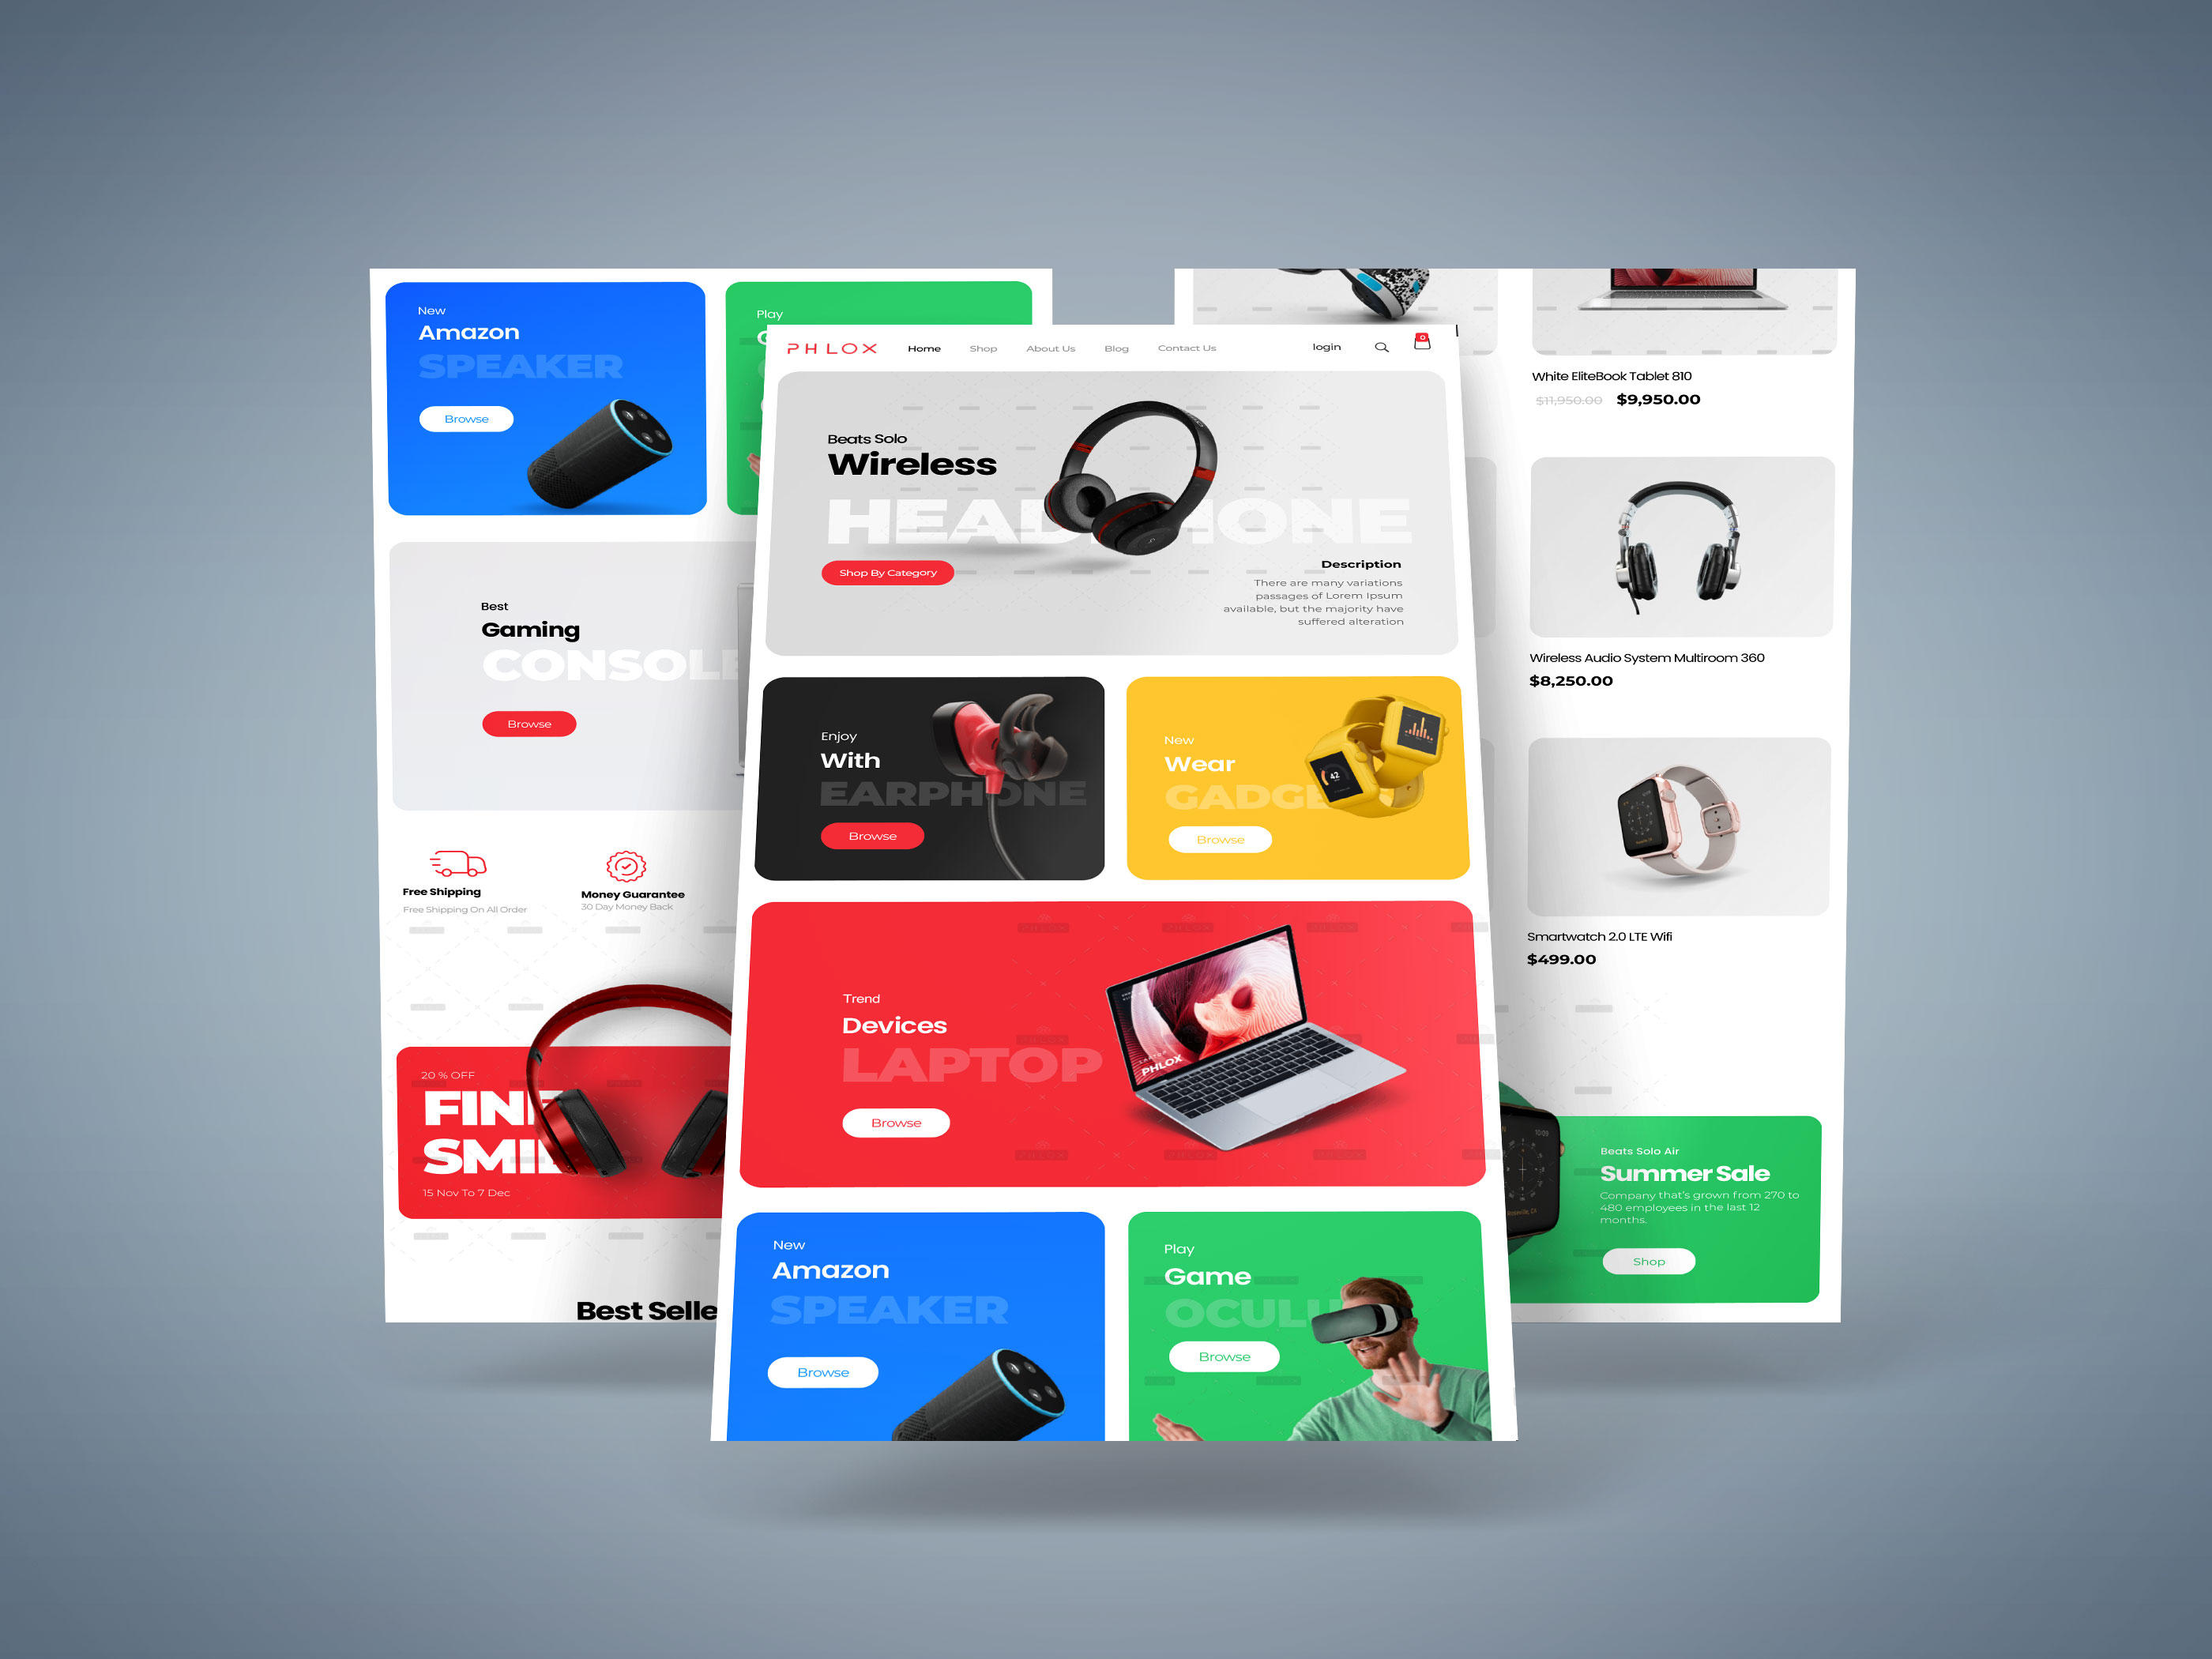 New
Amazon
SPEAKER
Browse
Play
Best
Gaming
CONSOLE
Browse
Free Shipping
Free Shipping On All Order
Money Guarantee
30 Day Money Back
20 % OFF
15 Nov To 7 Dec
Best Selle
PHLOX
Home
Shop
About Us
Blog
Contact Us
login
0
Beats Solo
Wireless
HEADPHONE
Shop By Category
Description
There are many variations
passages of Lorem Ipsum
available, but the majority have
suffered alteration
Enjoy
With
EARPHONE
Browse
New
Wear
GADGE
Browse
42
Trend
Devices
LAPTOP
Browse
PHLOX
New
Amazon
SPEAKER
Browse
Play
Game
OCULU
Browse
White EliteBook Tablet 810
$11,950.00 $9,950.00
Wireless Audio System Multiroom 360
$8,250.00
Smartwatch 2.0 LTE Wifi
$499.00
10:09
Beats Solo Air
Summer Sale
Company that's grown from 270 to
480 employees in the last 12
months.
Shop